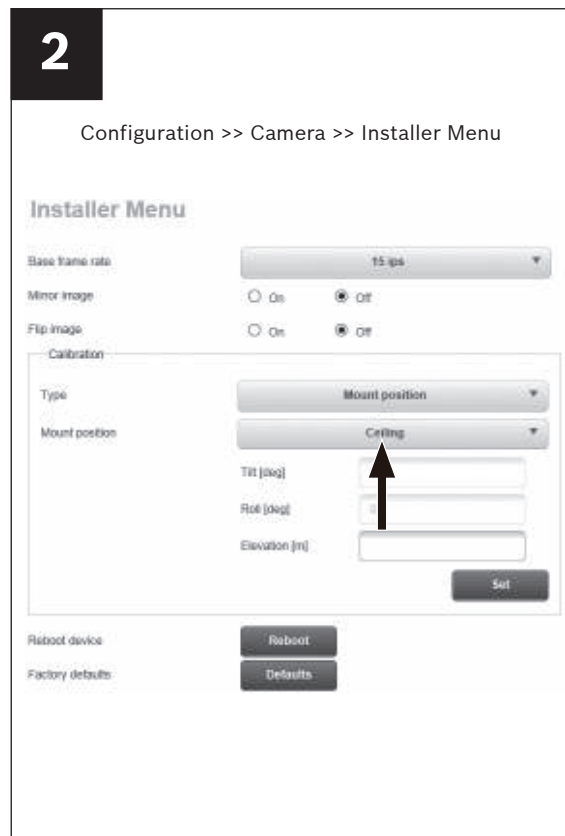 2
Configuration >> Camera >> Installer Menu
Installer Menu
Base frame rate 15 ips
Mirror image On Off
Flip image On Off
Calibration
Type Mount position
Mount position Ceiling
Tilt [deg]
Roll [deg]
Elevation [m]
Set
Reboot device Reboot
Factory defaults Defaults